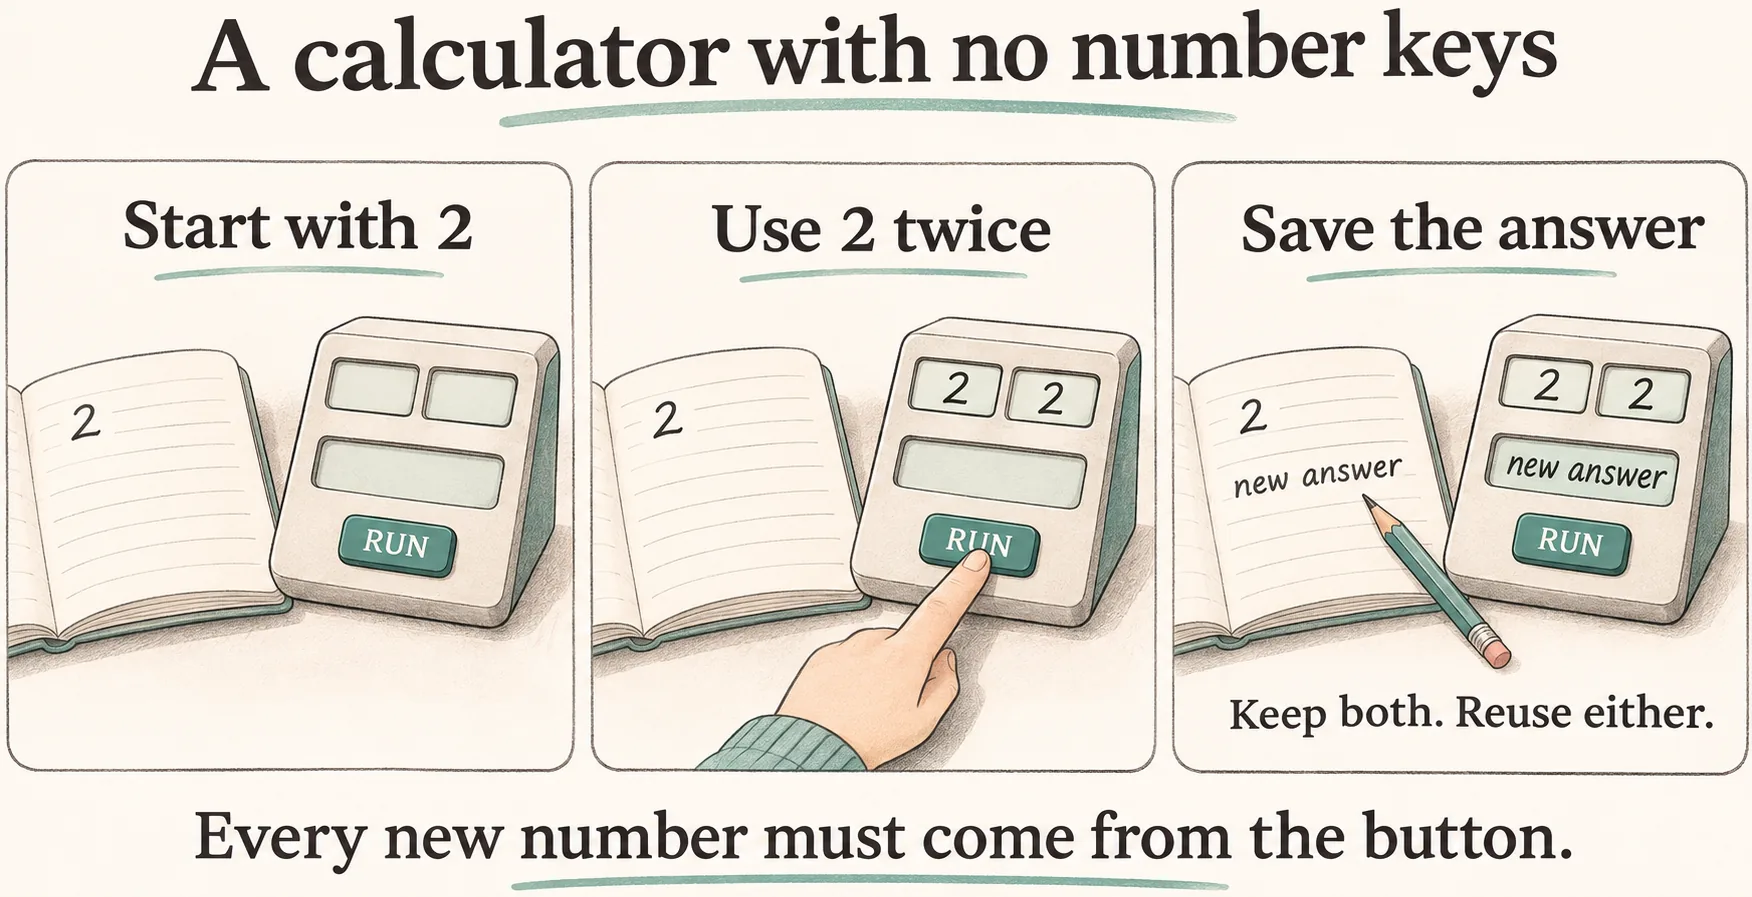 A calculator with no number keys
Start with 2
2
RUN
Use 2 twice
2
2 2
RUN
Save the answer
2
new answer
2 2
new answer
RUN
Keep both. Reuse either.
Every new number must come from the button.